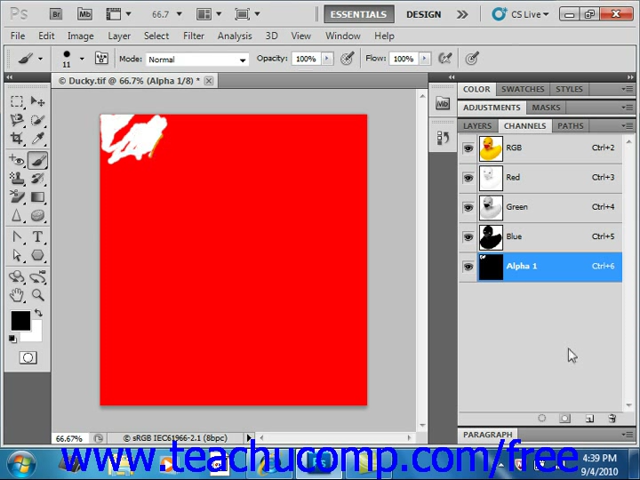 Ps Br Mb 66.7 ESSENTIALS DESIGN CS Live
File Edit Image Layer Select Filter Analysis 3D View Window Help
11 Mode: Normal Opacity: 100% Flow: 100%
© Ducky.tif @ 66.7% (Alpha 1/8) *
COLOR SWATCHES STYLES
ADJUSTMENTS MASKS
LAYERS CHANNELS PATHS
RGB Ctrl+2
Red Ctrl+3
Green Ctrl+4
Blue Ctrl+5
Alpha 1 Ctrl+6
66.67% © sRGB IEC61966-2.1 (8bpc)
PARAGRAPH
www.teachucomp.com/free
4:39 PM
9/4/2010